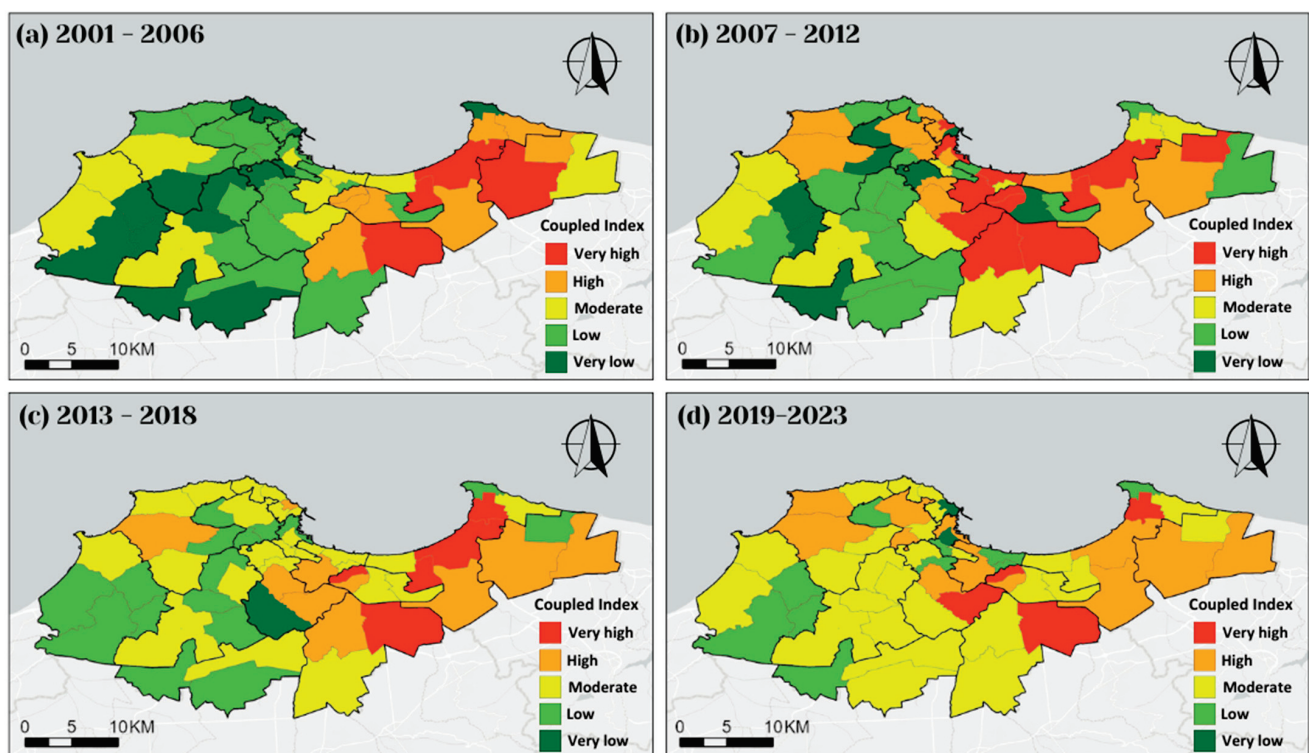 (a) 2001 – 2006
Coupled Index
Very high
High
Moderate
Low
Very low
0 5 10KM
(b) 2007 – 2012
Coupled Index
Very high
High
Moderate
Low
Very low
0 5 10KM
(c) 2013 – 2018
Coupled Index
Very high
High
Moderate
Low
Very low
0 5 10KM
(d) 2019-2023
Coupled Index
Very high
High
Moderate
Low
Very low
0 5 10KM